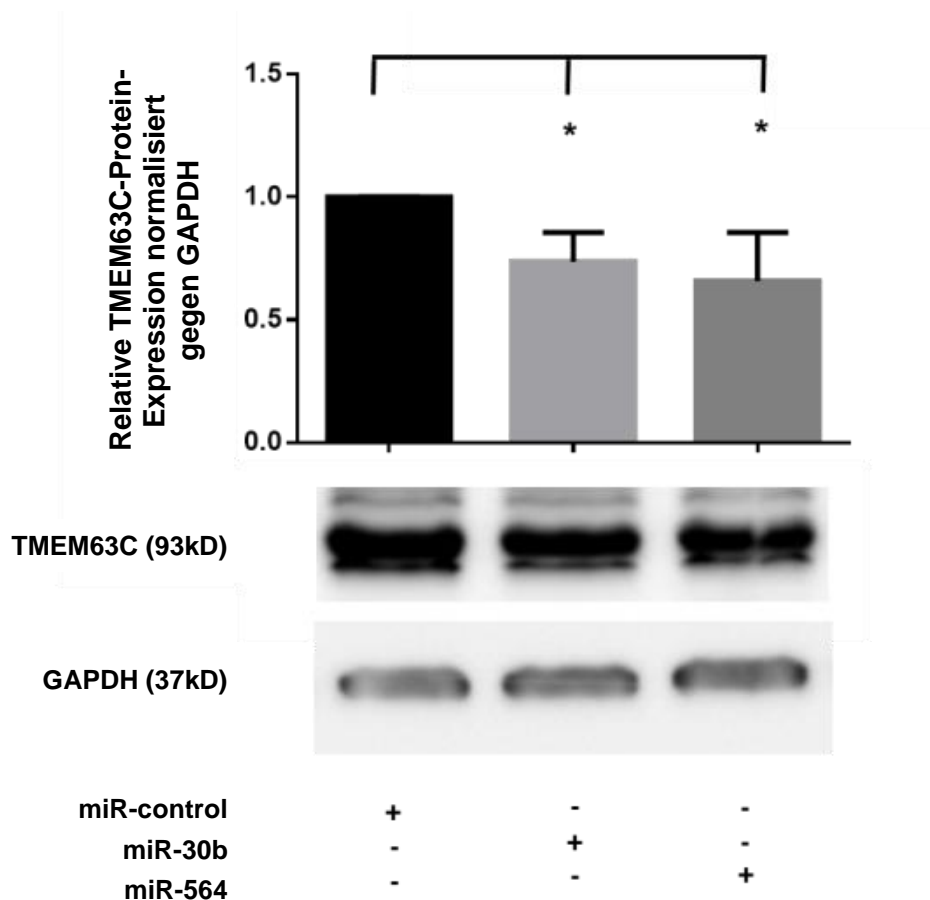 Relative TMEM63C-Protein-
Expression normalisiert
gegen GAPDH
1.5
1.0
0.5
0.0
*
*
TMEM63C (93kD)
GAPDH (37kD)
miR-control + - -
miR-30b - + -
miR-564 - - +